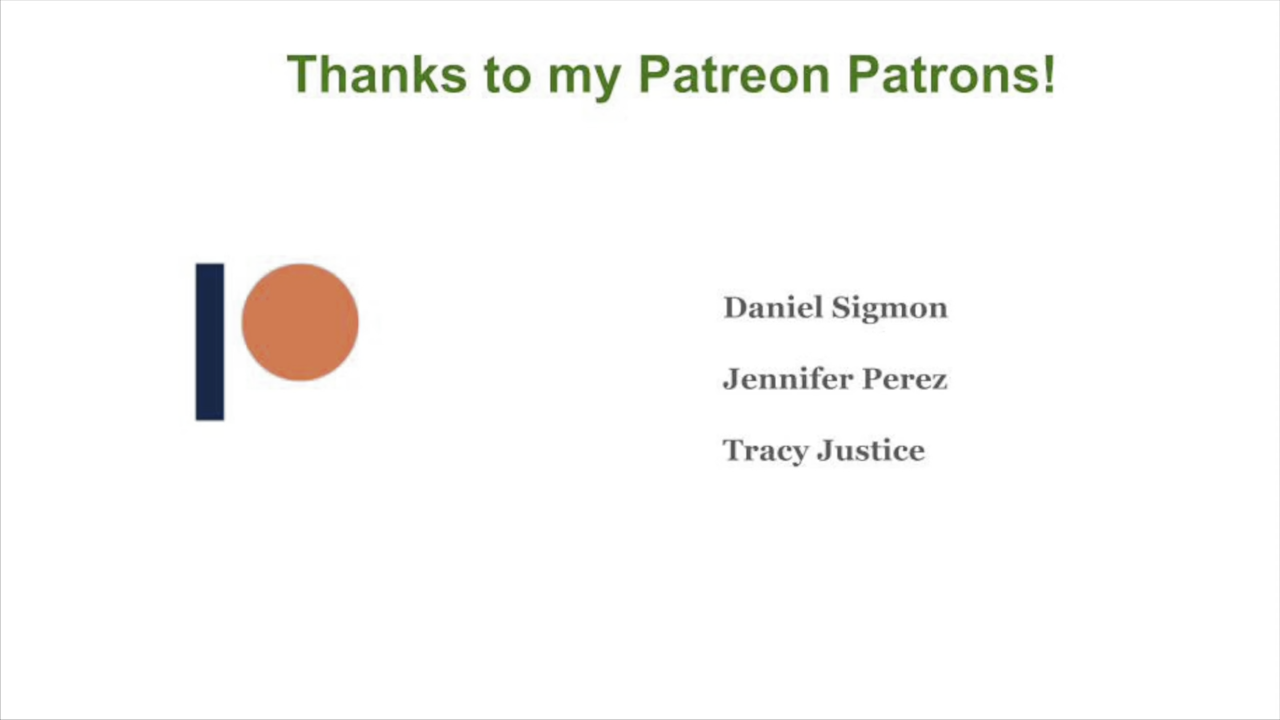 Thanks to my Patreon Patrons!
Daniel Sigmon
Jennifer Perez
Tracy Justice